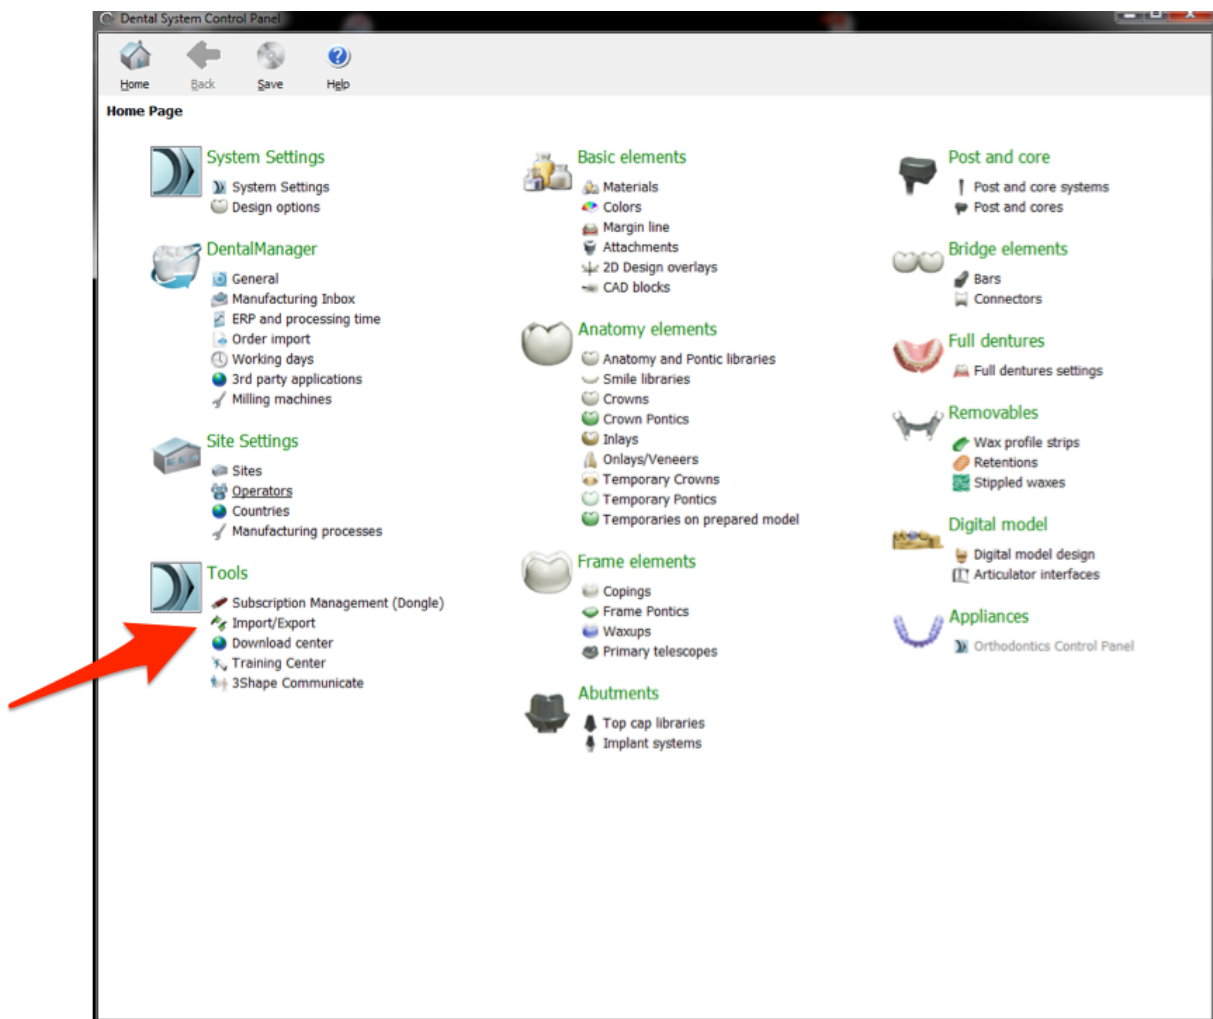 Dental System Control Panel
Home
Back
Save
Help
Home Page
System Settings
System Settings
Design options
DentalManager
General
Manufacturing Inbox
ERP and processing time
Order import
Working days
3rd party applications
Milling machines
Site Settings
Sites
Operators
Countries
Manufacturing processes
Tools
Subscription Management (Dongle)
Import/Export
Download center
Training Center
3Shape Communicate
Basic elements
Materials
Colors
Margin line
Attachments
2D Design overlays
CAD blocks
Anatomy elements
Anatomy and Pontic libraries
Smile libraries
Crowns
Crown Pontics
Inlays
Onlays/Veneers
Temporary Crowns
Temporary Pontics
Temporaries on prepared model
Frame elements
Copings
Frame Pontics
Waxups
Primary telescopes
Abutments
Top cap libraries
Implant systems
Post and core
Post and core systems
Post and cores
Bridge elements
Bars
Connectors
Full dentures
Full dentures settings
Removables
Wax profile strips
Retentions
Stippled waxes
Digital model
Digital model design
Articulator interfaces
Appliances
Orthodontics Control Panel